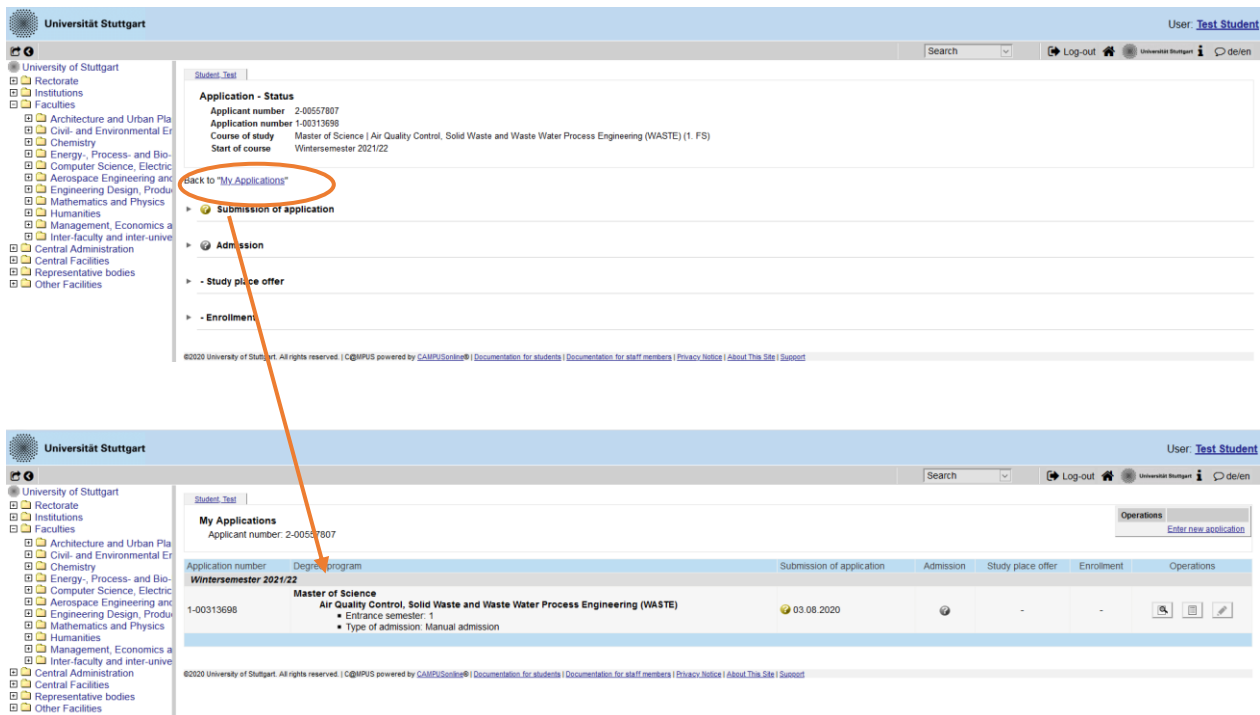 Universität Stuttgart
User: Test Student
Search
Log-out
Universität Stuttgart
de/en
University of Stuttgart
Rectorate
Institutions
Faculties
Architecture and Urban Pla
Civil- and Environmental Er
Chemistry
Energy-, Process- and Bio-
Computer Science, Electric
Aerospace Engineering and
Engineering Design, Produ
Mathematics and Physics
Humanities
Management, Economics a
Inter-faculty and inter-unive
Central Administration
Central Facilities
Representative bodies
Other Facilities
Student, Test
Application - Status
Applicant number 2-00557807
Application number 1-00313698
Course of study Master of Science | Air Quality Control, Solid Waste and Waste Water Process Engineering (WASTE) (1. FS)
Start of course Wintersemester 2021/22
Back to "My Applications"
Submission of application
Admission
- Study place offer
- Enrollment
©2020 University of Stuttgart. All rights reserved. | C@MPUS powered by CAMPUSonline® | Documentation for students | Documentation for staff members | Privacy Notice | About This Site | Support
Universität Stuttgart
User: Test Student
Search
Log-out
Universität Stuttgart
de/en
University of Stuttgart
Rectorate
Institutions
Faculties
Architecture and Urban Pla
Civil- and Environmental Er
Chemistry
Energy-, Process- and Bio-
Computer Science, Electric
Aerospace Engineering and
Engineering Design, Produ
Mathematics and Physics
Humanities
Management, Economics a
Inter-faculty and inter-unive
Central Administration
Central Facilities
Representative bodies
Other Facilities
Student, Test
My Applications
Applicant number: 2-00557807
Operations
Enter new application
Application number Degree program Submission of application Admission Study place offer Enrollment Operations
Wintersemester 2021/22
Master of Science
Air Quality Control, Solid Waste and Waste Water Process Engineering (WASTE)
1-00313698 03.08.2020 - -
▪ Entrance semester: 1
▪ Type of admission: Manual admission
©2020 University of Stuttgart. All rights reserved. | C@MPUS powered by CAMPUSonline® | Documentation for students | Documentation for staff members | Privacy Notice | About This Site | Support